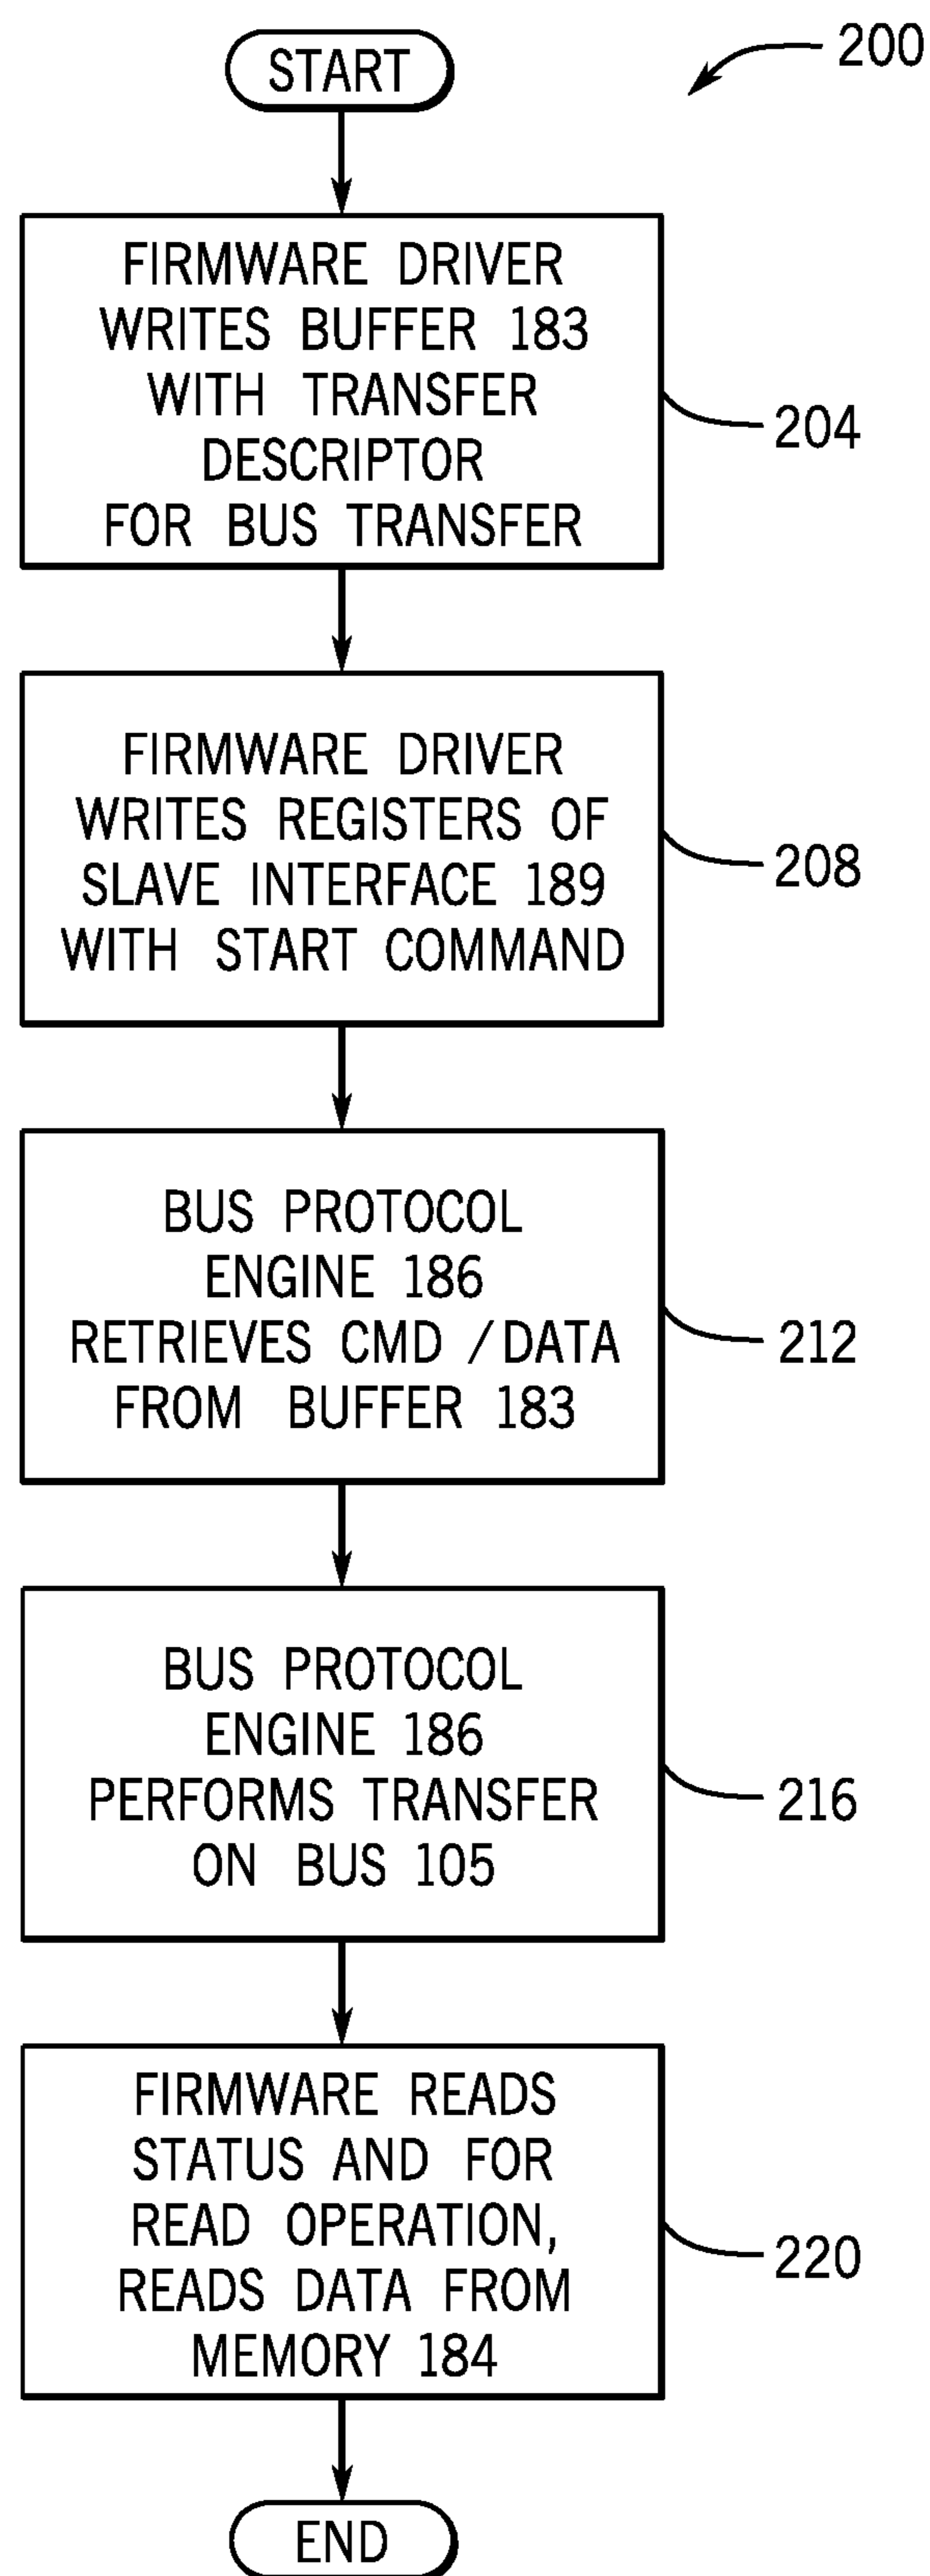 START
200
FIRMWARE DRIVER
WRITES BUFFER 183
WITH TRANSFER
DESCRIPTOR
FOR BUS TRANSFER
204
FIRMWARE DRIVER
WRITES REGISTERS OF
SLAVE INTERFACE 189
WITH START COMMAND
208
BUS PROTOCOL
ENGINE 186
RETRIEVES CMD / DATA
FROM BUFFER 183
212
BUS PROTOCOL
ENGINE 186
PERFORMS TRANSFER
ON BUS 105
216
FIRMWARE READS
STATUS AND FOR
READ OPERATION,
READS DATA FROM
MEMORY 184
220
END